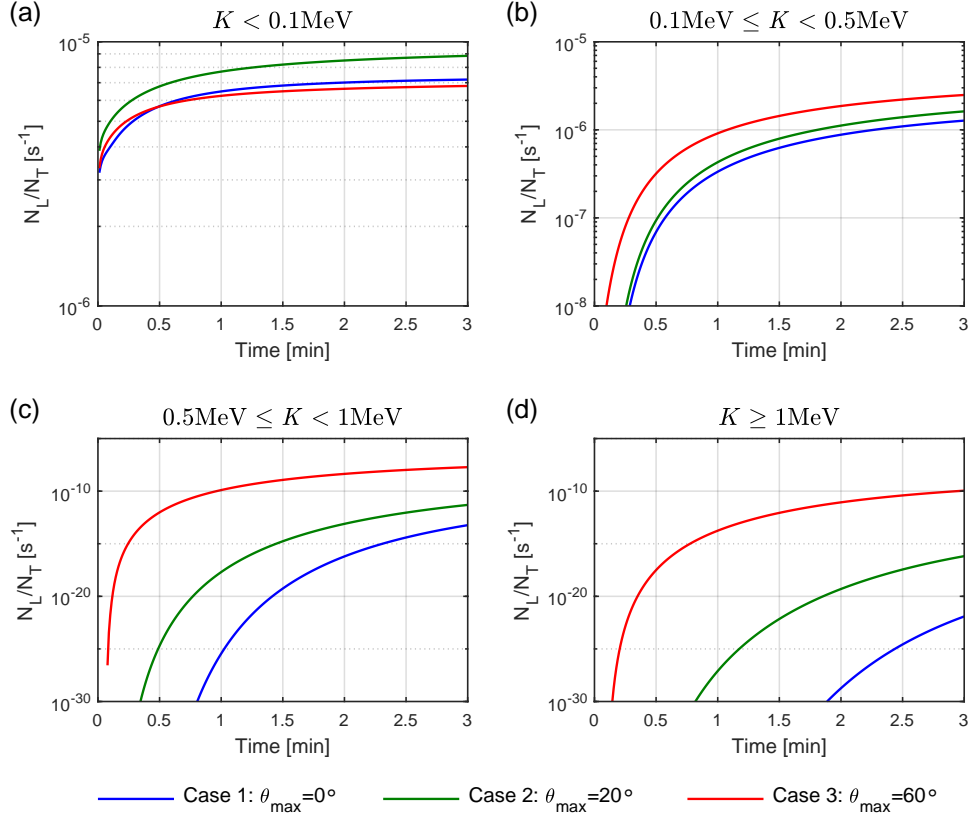 (a)
K < 0.1MeV
10^-5
10^-6
N_L/N_T [s^-1]
0 0.5 1 1.5 2 2.5 3
Time [min]
(b)
0.1MeV ≤ K < 0.5MeV
10^-5
10^-6
10^-7
10^-8
N_L/N_T [s^-1]
0 0.5 1 1.5 2 2.5 3
Time [min]
(c)
0.5MeV ≤ K < 1MeV
10^-10
10^-20
10^-30
N_L/N_T [s^-1]
0 0.5 1 1.5 2 2.5 3
Time [min]
(d)
K ≥ 1MeV
10^-10
10^-20
10^-30
N_L/N_T [s^-1]
0 0.5 1 1.5 2 2.5 3
Time [min]
Case 1: θ_max=0° Case 2: θ_max=20° Case 3: θ_max=60°